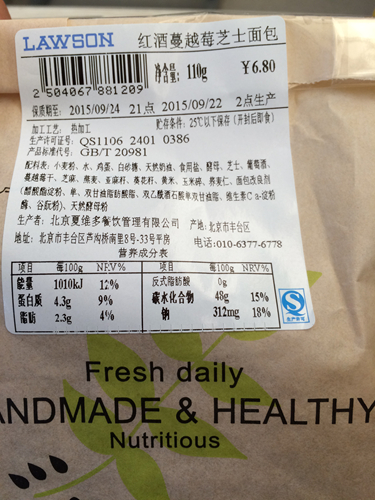 LAWSON 红酒蔓越莓芝士面包
净含量: 110g ￥6.80
2 504067 881209
保质期至: 2015/09/24 21点 2015/09/22 2点生产
加工工艺: 热加工 贮存条件: 25℃以下保存(开封后即食)
生产许可证号: QS1106 2401 0386
产品标准代号: GB/T 20981
配料表: 小麦粉、水、鸡蛋、白砂糖、天然奶油、食用盐、酵母、芝士、葡萄酒、
蔓越莓干、芝麻、燕麦、亚麻籽、葵花籽、黄米、玉米碎、荞麦仁、面包改良剂
(醋酸酯淀粉、单、双甘油脂肪酸酯、双乙酰酒石酸单双甘油酯、维生素C a-淀粉
酶、谷朊粉)、天然酵母粉
生产者: 北京夏维多餐饮管理有限公司 产地:北京市丰台区
地址: 北京市丰台区芦沟桥南里8号-33号平房 电话:010-6377-6778
营养成分表
项目 每100g NRV% 项目 每100g NRV%
能量 1010kJ 12% 反式脂肪酸 0g
蛋白质 4.3g 9% 碳水化合物 48g 15%
脂肪 2.3g 4% 钠 312mg 18%
生产许可
Fresh daily
ANDMADE & HEALTHY
Nutritious